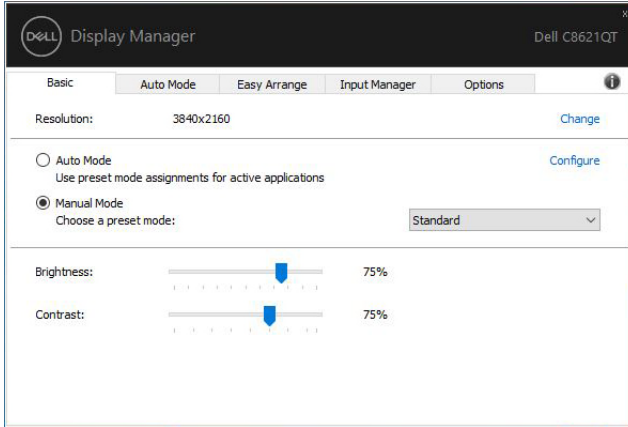 DELL Display Manager
Dell C8621QT
x
Basic Auto Mode Easy Arrange Input Manager Options i
Resolution: 3840x2160 Change
Auto Mode Configure
Use preset mode assignments for active applications
Manual Mode
Choose a preset mode: Standard
Brightness: 75%
Contrast: 75%